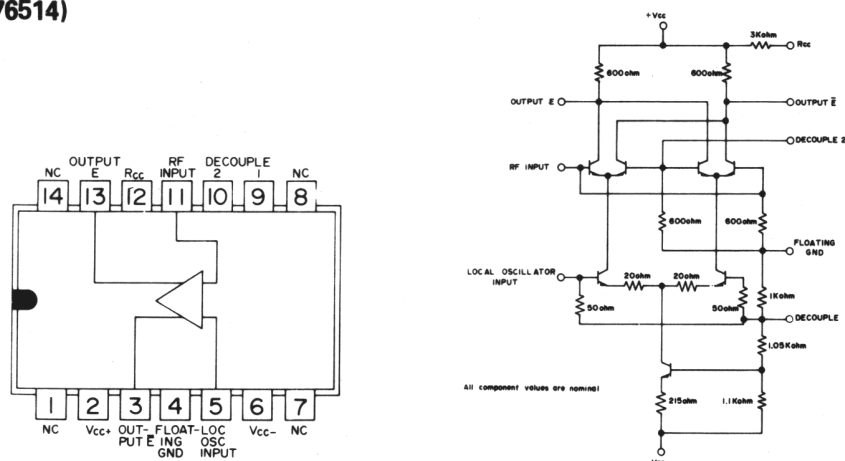 76514)
OUTPUT RF DECOUPLE
NC E Rcc INPUT 2 1 NC
14 13 12 11 10 9 8
1 2 3 4 5 6 7
NC Vcc+ OUT- FLOAT- LOC Vcc- NC
PUT E̅ ING OSC
GND INPUT
+Vcc
3Kohm
Rcc
600ohm
600ohm
OUTPUT E
OUTPUT E̅
DECOUPLE 2
RF INPUT
600ohm
600ohm
FLOATING
GND
LOCAL OSCILLATOR
INPUT
20ohm
20ohm
1Kohm
50ohm
50ohm
DECOUPLE
1.05Kohm
All component values are nominal
215ohm
1.1Kohm